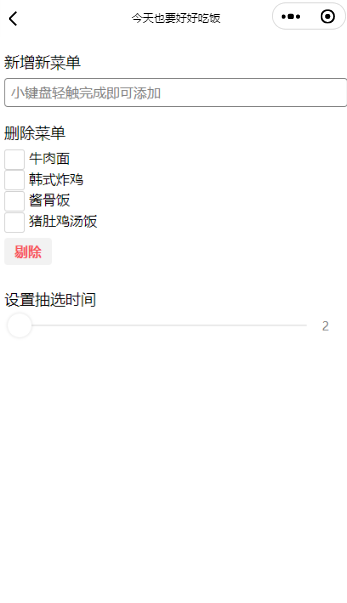 今天也要好好吃饭
新增新菜单
小键盘轻触完成即可添加
删除菜单
牛肉面
韩式炸鸡
酱骨饭
猪肚鸡汤饭
剔除
设置抽选时间
2